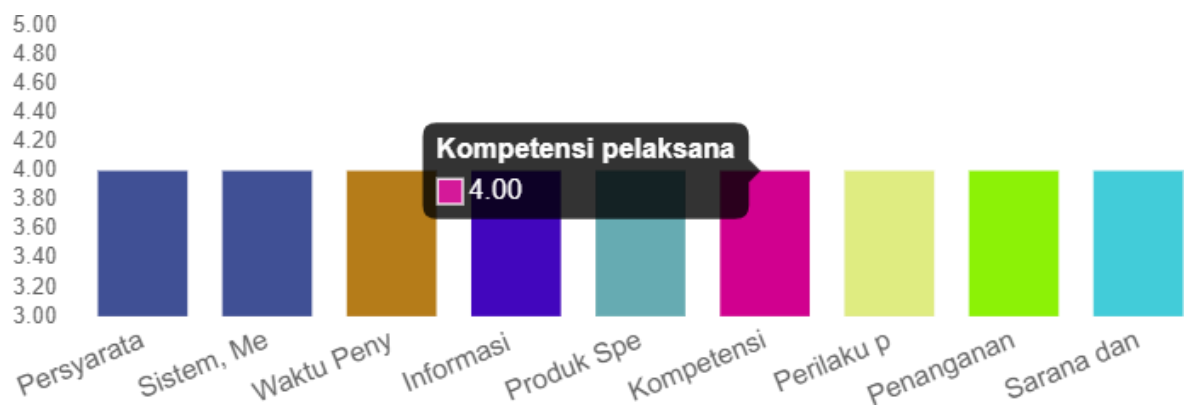 5.00
4.80
4.60
4.40
4.20
4.00
3.80
3.60
3.40
3.20
3.00
Kompetensi pelaksana
4.00
Persyarata
Sistem, Me
Waktu Peny
Informasi
Produk Spe
Kompetensi
Perilaku p
Penanganan
Sarana dan